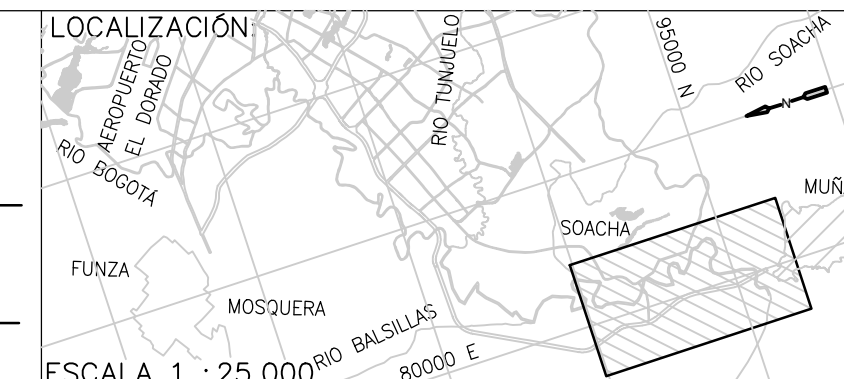 LOCALIZACIÓN:
AEROPUERTO
EL DORADO
RIO BOGOTÁ
RIO TUNJUELO
95000 N
RIO SOACHA
N
SOACHA
FUNZA
MOSQUERA
RIO BALSILLAS
80000 E
ESCALA 1 : 25.000